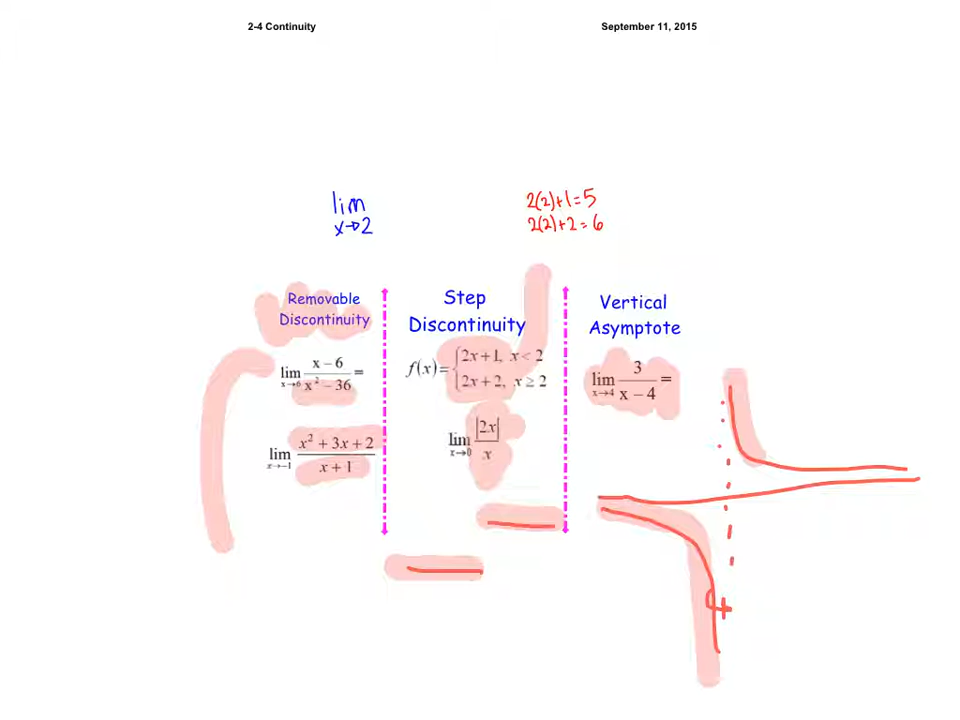 2-4 Continuity
September 11, 2015
lim
x→2
2(2)+1=5
2(2)+2=6
Removable
Discontinuity
lim x→6 (x − 6)/(x² − 36) =
lim x→−1 (x² + 3x + 2)/(x + 1)
Step
Discontinuity
f(x) = { 2x+1, x < 2
2x+2, x ≥ 2
lim x→0 |2x|/x
Vertical
Asymptote
lim x→4 3/(x − 4) =